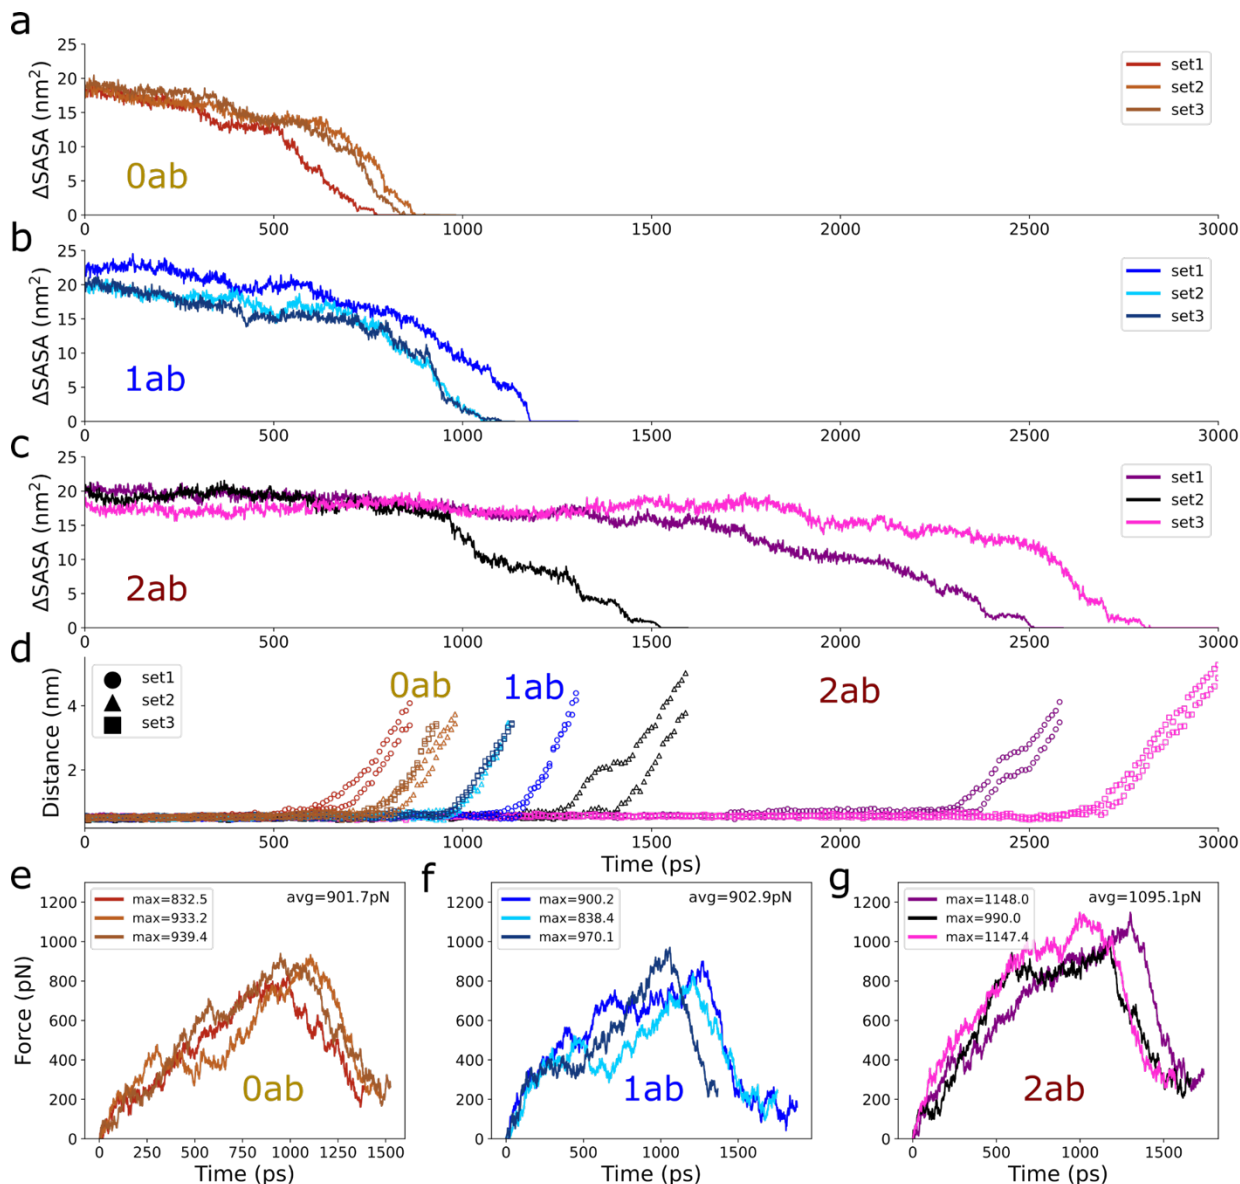 a
25
20
15
10
5
0
ΔSASA (nm²)
0ab
set1
set2
set3
0 500 1000 1500 2000 2500 3000
b
25
20
15
10
5
0
ΔSASA (nm²)
1ab
set1
set2
set3
0 500 1000 1500 2000 2500 3000
c
25
20
15
10
5
0
ΔSASA (nm²)
2ab
set1
set2
set3
0 500 1000 1500 2000 2500 3000
d
4
2
Distance (nm)
set1
set2
set3
0ab
1ab
2ab
0 500 1000 1500 2000 2500 3000
Time (ps)
e
1200
1000
800
600
400
200
0
Force (pN)
max=832.5
max=933.2
max=939.4
avg=901.7pN
0ab
0 250 500 750 1000 1250 1500
Time (ps)
f
1200
1000
800
600
400
200
0
max=900.2
max=838.4
max=970.1
avg=902.9pN
1ab
0 500 1000 1500
Time (ps)
g
1200
1000
800
600
400
200
0
max=1148.0
max=990.0
max=1147.4
avg=1095.1pN
2ab
0 500 1000 1500
Time (ps)